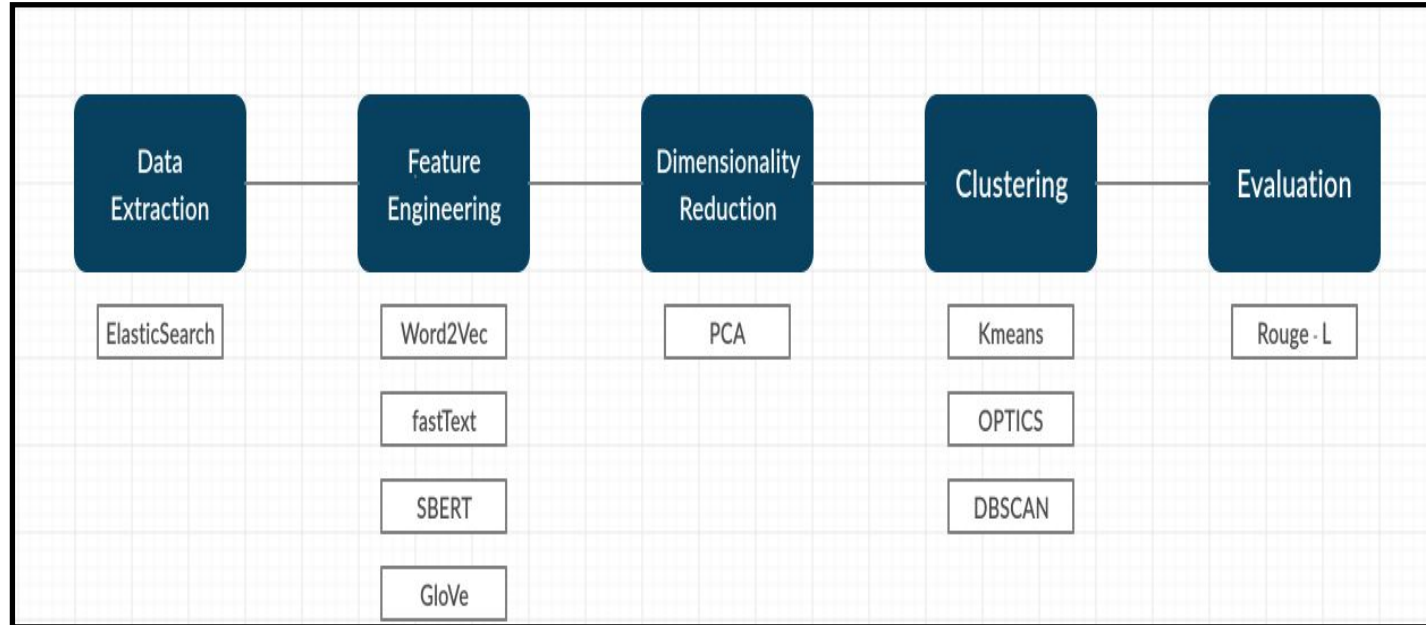 Data
Extraction
Feature
Engineering
Dimensionality
Reduction
Clustering
Evaluation
ElasticSearch
Word2Vec
PCA
Kmeans
Rouge - L
fastText
OPTICS
SBERT
DBSCAN
GloVe